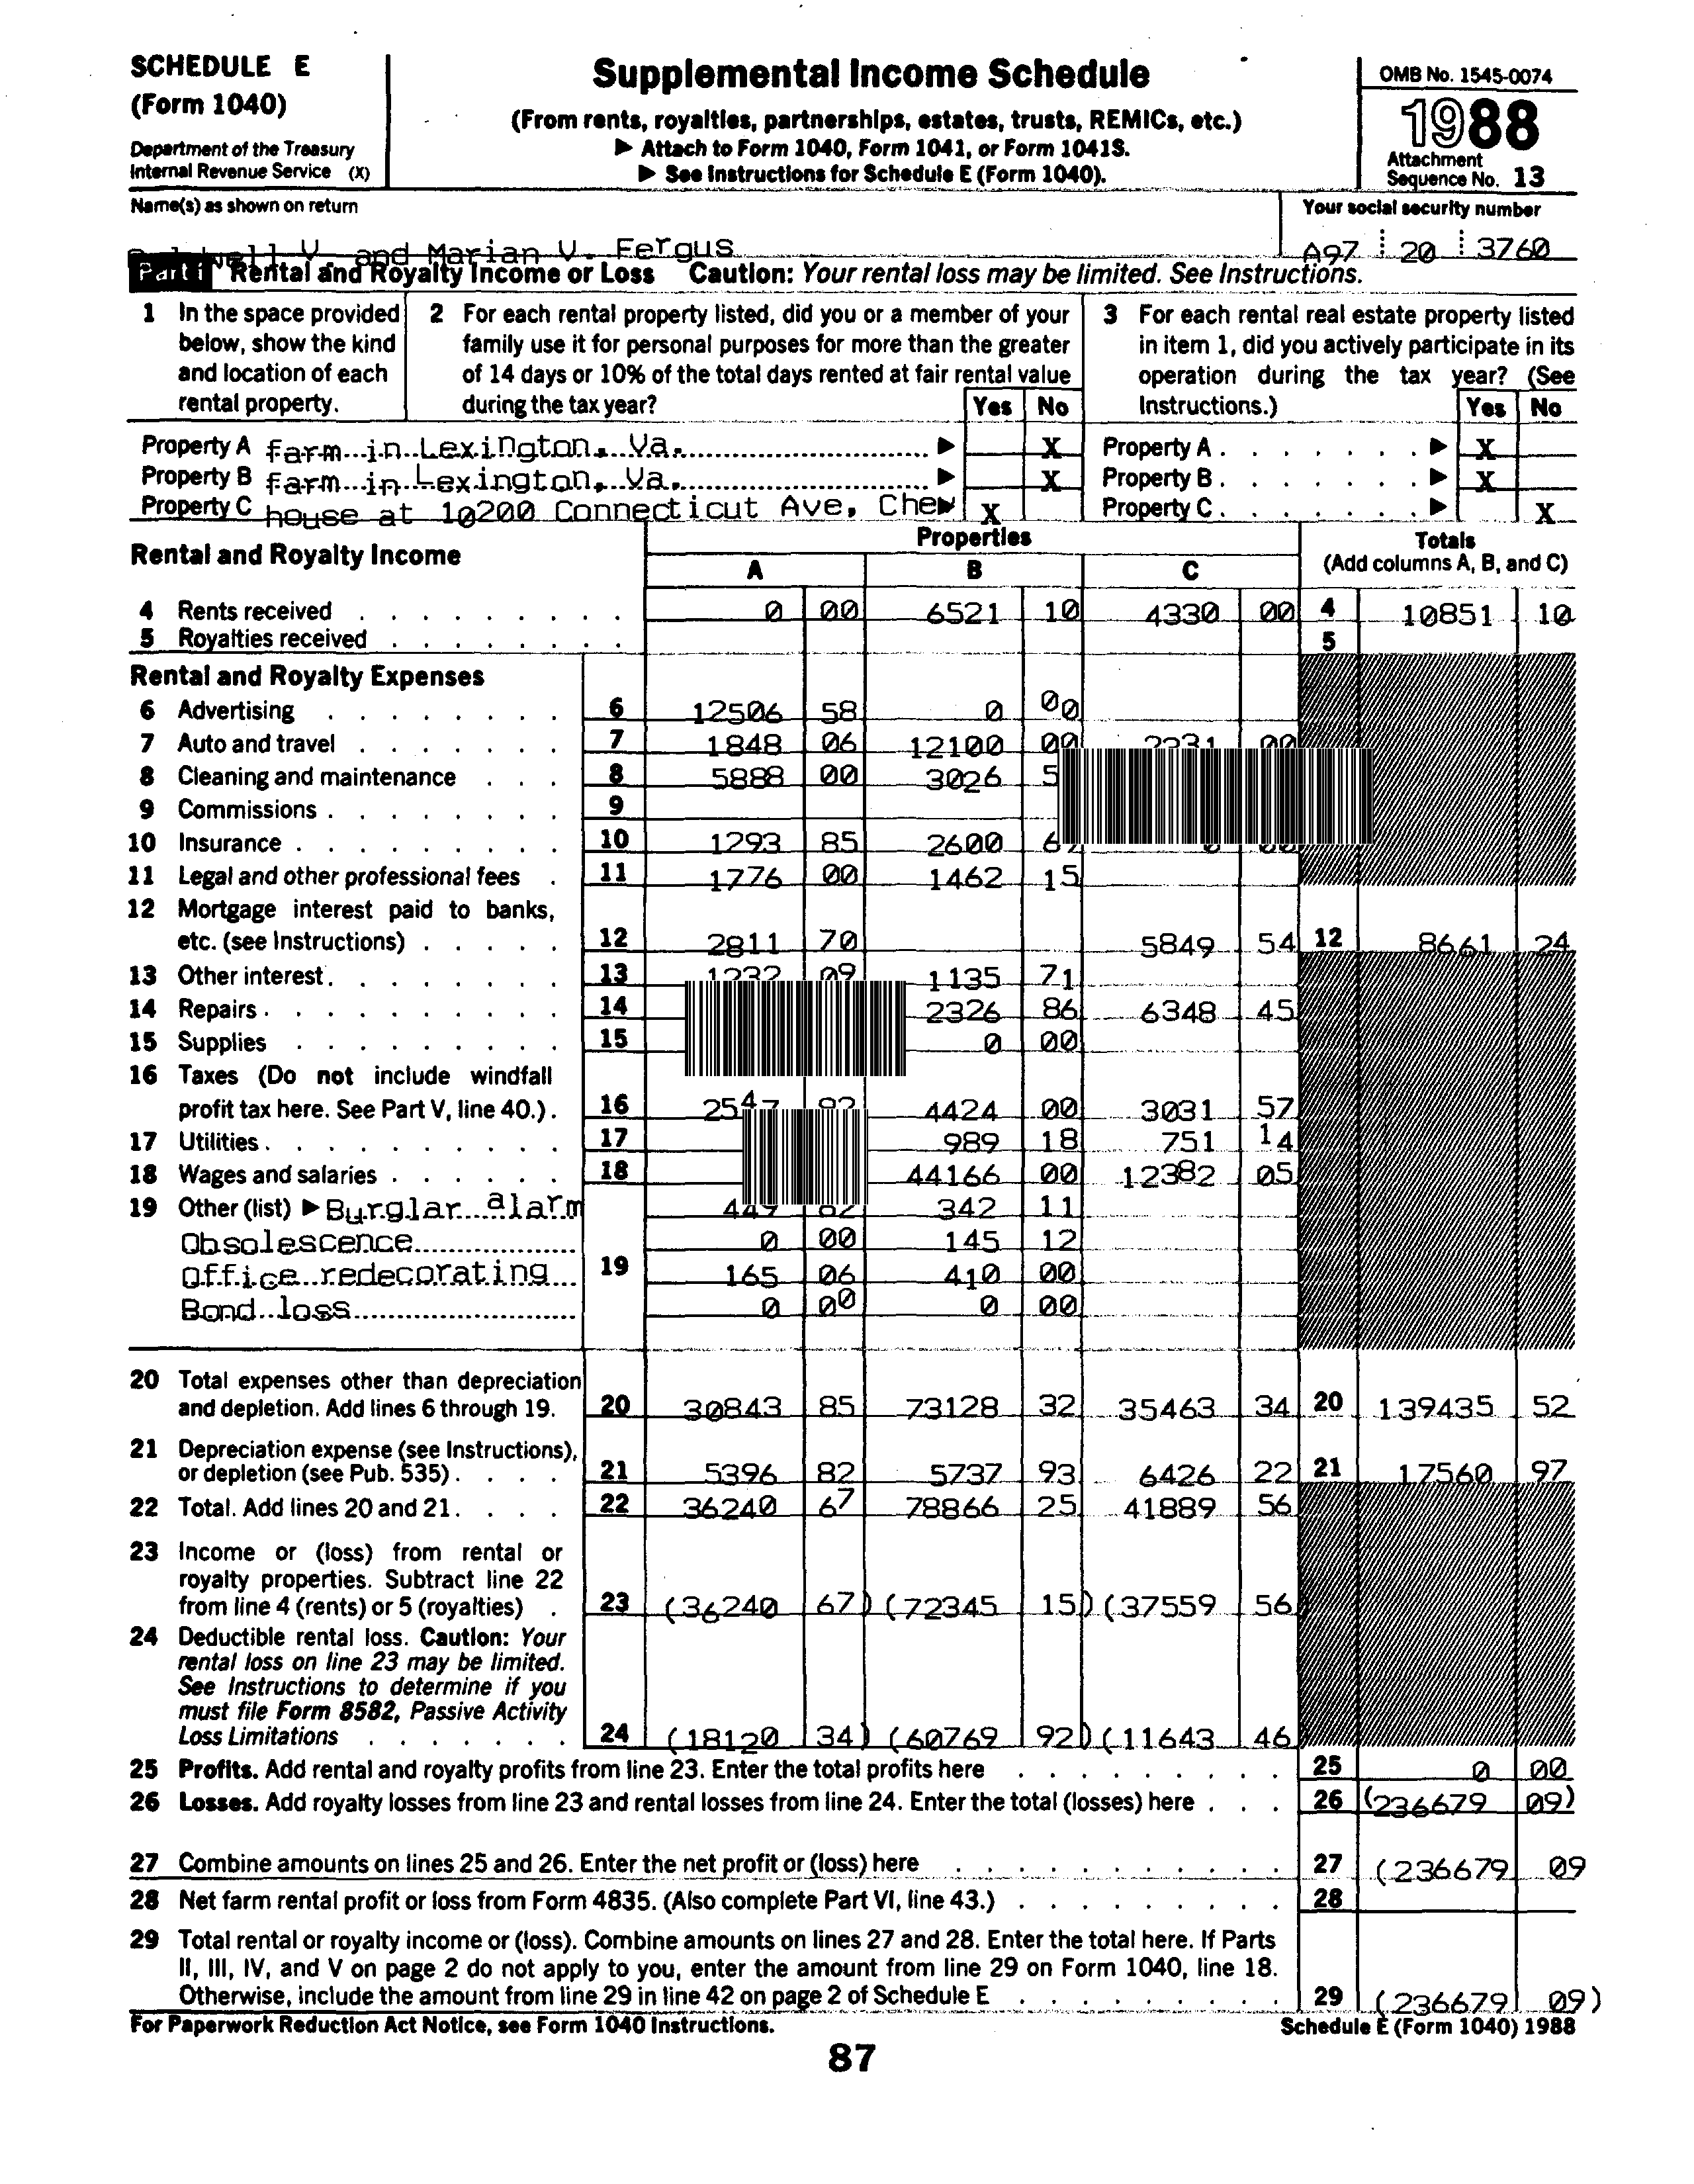 SCHEDULE E
(Form 1040)
Department of the Treasury
Internal Revenue Service (X)
Supplemental Income Schedule
(From rents, royalties, partnerships, estates, trusts, REMICs, etc.)
▶ Attach to Form 1040, Form 1041, or Form 1041S.
▶ See Instructions for Schedule E (Form 1040).
OMB No. 1545-0074
1988
Attachment
Sequence No. 13
Name(s) as shown on return
Your social security number
V. and Marian V. Fergus
A97 20 3760
Part I Rental and Royalty Income or Loss Caution: Your rental loss may be limited. See Instructions.
1 In the space provided
below, show the kind
and location of each
rental property.
2 For each rental property listed, did you or a member of your
family use it for personal purposes for more than the greater
of 14 days or 10% of the total days rented at fair rental value
during the tax year? Yes No
3 For each rental real estate property listed
in item 1, did you actively participate in its
operation during the tax year? (See
Instructions.) Yes No
Property A farm in Lexington, Va. ▶ X Property A ▶ X
Property B farm in Lexington, Va. ▶ X Property B ▶ X
Property C house at 10200 Connecticut Ave, Chev X Property C ▶ X
Rental and Royalty Income
Properties
A B C
Totals
(Add columns A, B, and C)
4 Rents received 0 00 6521 10 4330 00 4 10851 10
5 Royalties received 5
Rental and Royalty Expenses
6 Advertising 6 12506 58 0 00
7 Auto and travel 7 1848 06 12100 00 2231 00
8 Cleaning and maintenance 8 5888 00 3026 5
9 Commissions 9
10 Insurance 10 1293 85 2600 6
11 Legal and other professional fees 11 1776 00 1462 15
12 Mortgage interest paid to banks,
etc. (see Instructions) 12 2811 70 5849 54 12 8661 24
13 Other interest 13 1232 09 1135 71
14 Repairs 14 2326 86 6348 45
15 Supplies 15 0 00
16 Taxes (Do not include windfall
profit tax here. See Part V, line 40.) 16 2547 4424 00 3031 57
17 Utilities 17 989 18 751 14
18 Wages and salaries 18 44166 00 12382 05
19 Other (list) ▶ Burglar alarm 342 11
Obsolescence 0 00 145 12
Office redecorating 19 165 06 410 00
Bond loss 0 00 0 00
20 Total expenses other than depreciation
and depletion. Add lines 6 through 19. 20 30843 85 73128 32 35463 34 20 139435 52
21 Depreciation expense (see Instructions),
or depletion (see Pub. 535) 21 5396 82 5737 93 6426 22 21 17560 97
22 Total. Add lines 20 and 21 22 36240 67 78866 25 41889 56
23 Income or (loss) from rental or
royalty properties. Subtract line 22
from line 4 (rents) or 5 (royalties) 23 (36240 67) (72345 15) (37559 56)
24 Deductible rental loss. Caution: Your
rental loss on line 23 may be limited.
See Instructions to determine if you
must file Form 8582, Passive Activity
Loss Limitations 24 (18120 34) (60769 92) (11643 46)
25 Profits. Add rental and royalty profits from line 23. Enter the total profits here 25 0 00
26 Losses. Add royalty losses from line 23 and rental losses from line 24. Enter the total (losses) here 26 (236679 09)
27 Combine amounts on lines 25 and 26. Enter the net profit or (loss) here 27 (236679 09
28 Net farm rental profit or loss from Form 4835. (Also complete Part VI, line 43.) 28
29 Total rental or royalty income or (loss). Combine amounts on lines 27 and 28. Enter the total here. If Parts
II, III, IV, and V on page 2 do not apply to you, enter the amount from line 29 on Form 1040, line 18.
Otherwise, include the amount from line 29 in line 42 on page 2 of Schedule E 29 (236679 09)
For Paperwork Reduction Act Notice, see Form 1040 Instructions. Schedule E (Form 1040) 1988
87